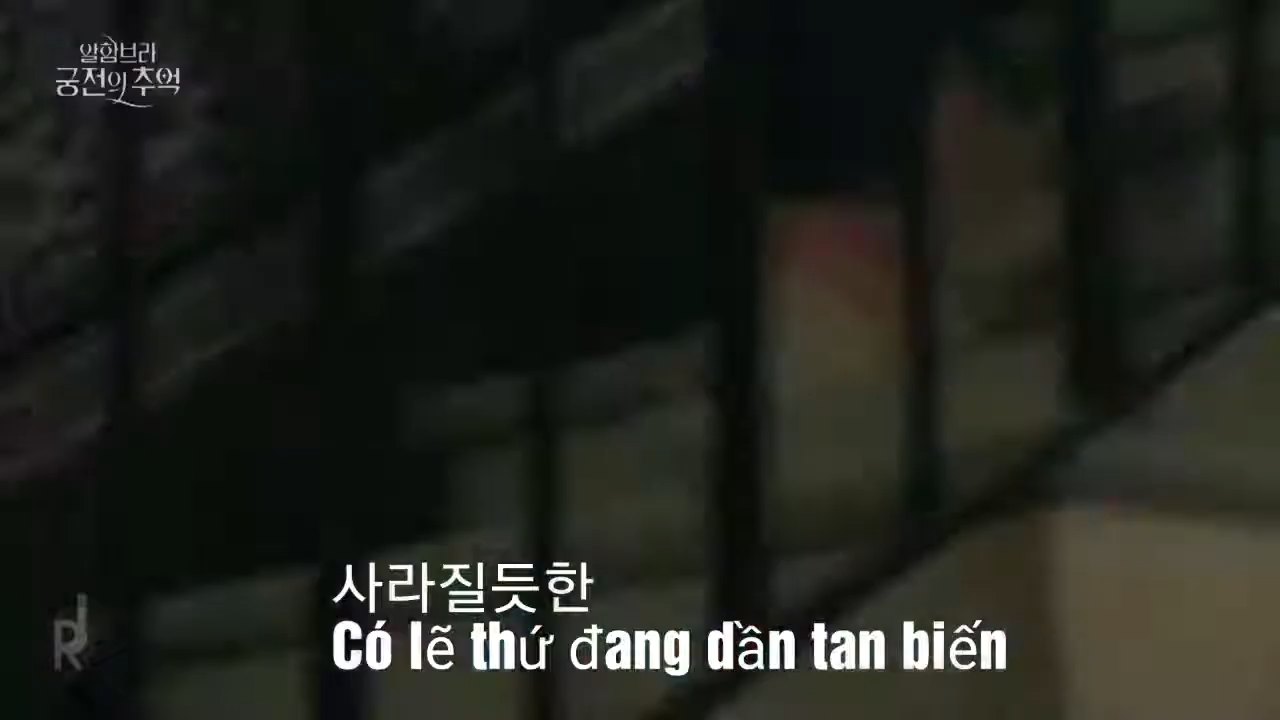 알함브라
궁전의 추억
사라질듯한
Có lẽ thứ đang dần tan biến
JR